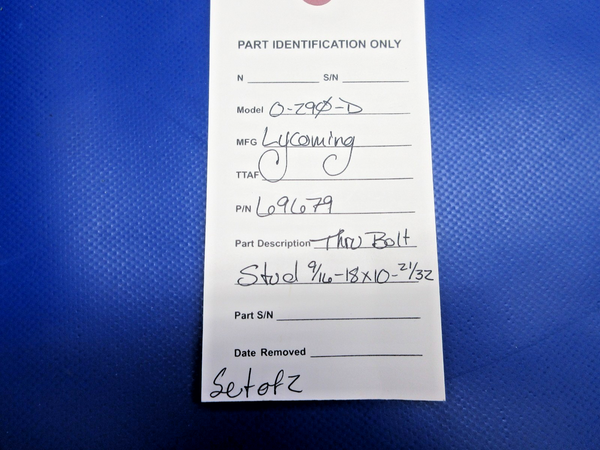 PART IDENTIFICATION ONLY
N S/N
Model O-290-D
MFG Lycoming
TTAF
P/N 69679
Part Description Thru Bolt
Stud 9/16-18x10-21/32
Part S/N
Date Removed
Set of 2